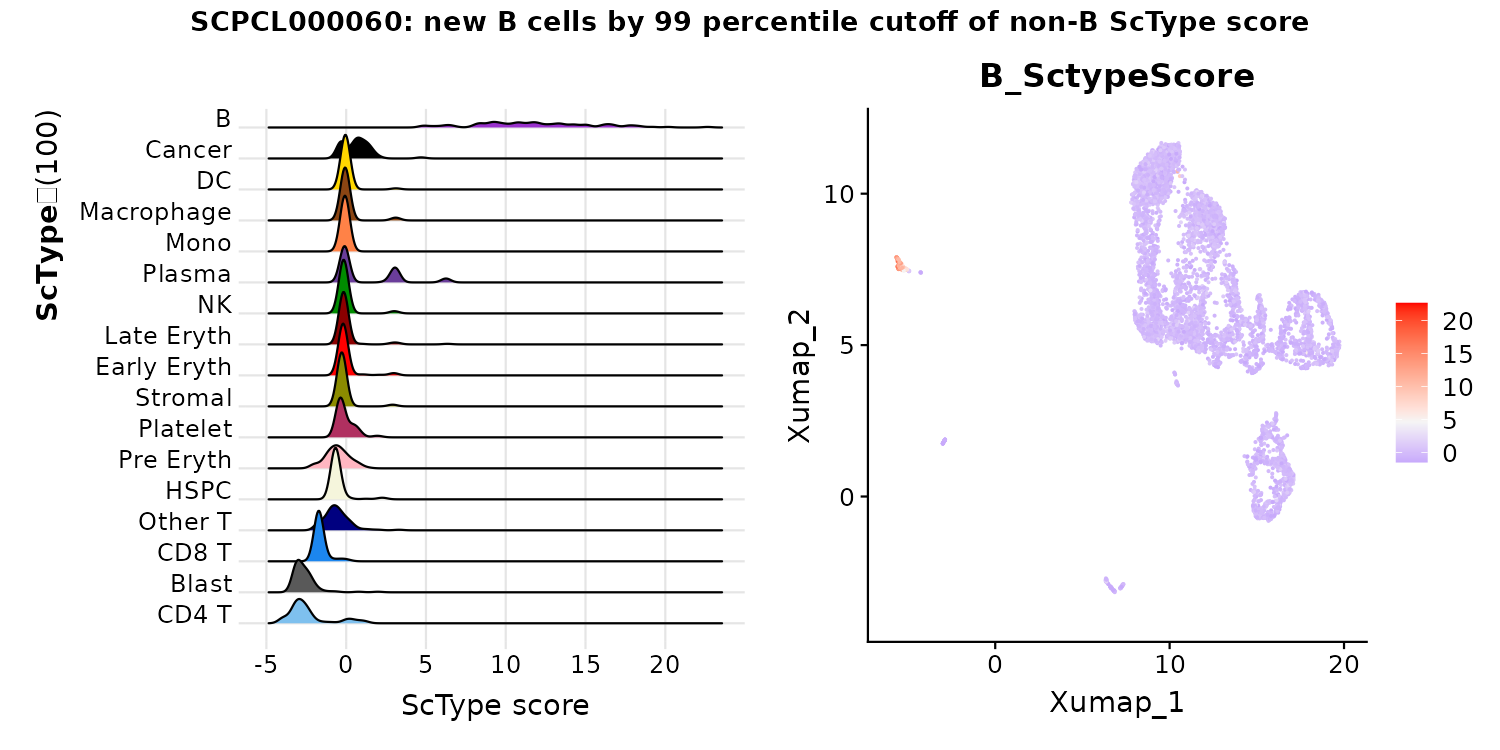 SCPCL000060: new B cells by 99 percentile cutoff of non-B ScType score
ScType□(100)
B
Cancer
DC
Macrophage
Mono
Plasma
NK
Late Eryth
Early Eryth
Stromal
Platelet
Pre Eryth
HSPC
Other T
CD8 T
Blast
CD4 T
-5 0 5 10 15 20
ScType score
B_SctypeScore
Xumap_2
10
5
0
0 10 20
Xumap_1
20
15
10
5
0